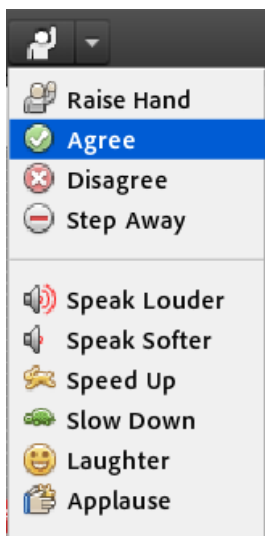 Raise Hand
Agree
Disagree
Step Away
Speak Louder
Speak Softer
Speed Up
Slow Down
Laughter
Applause